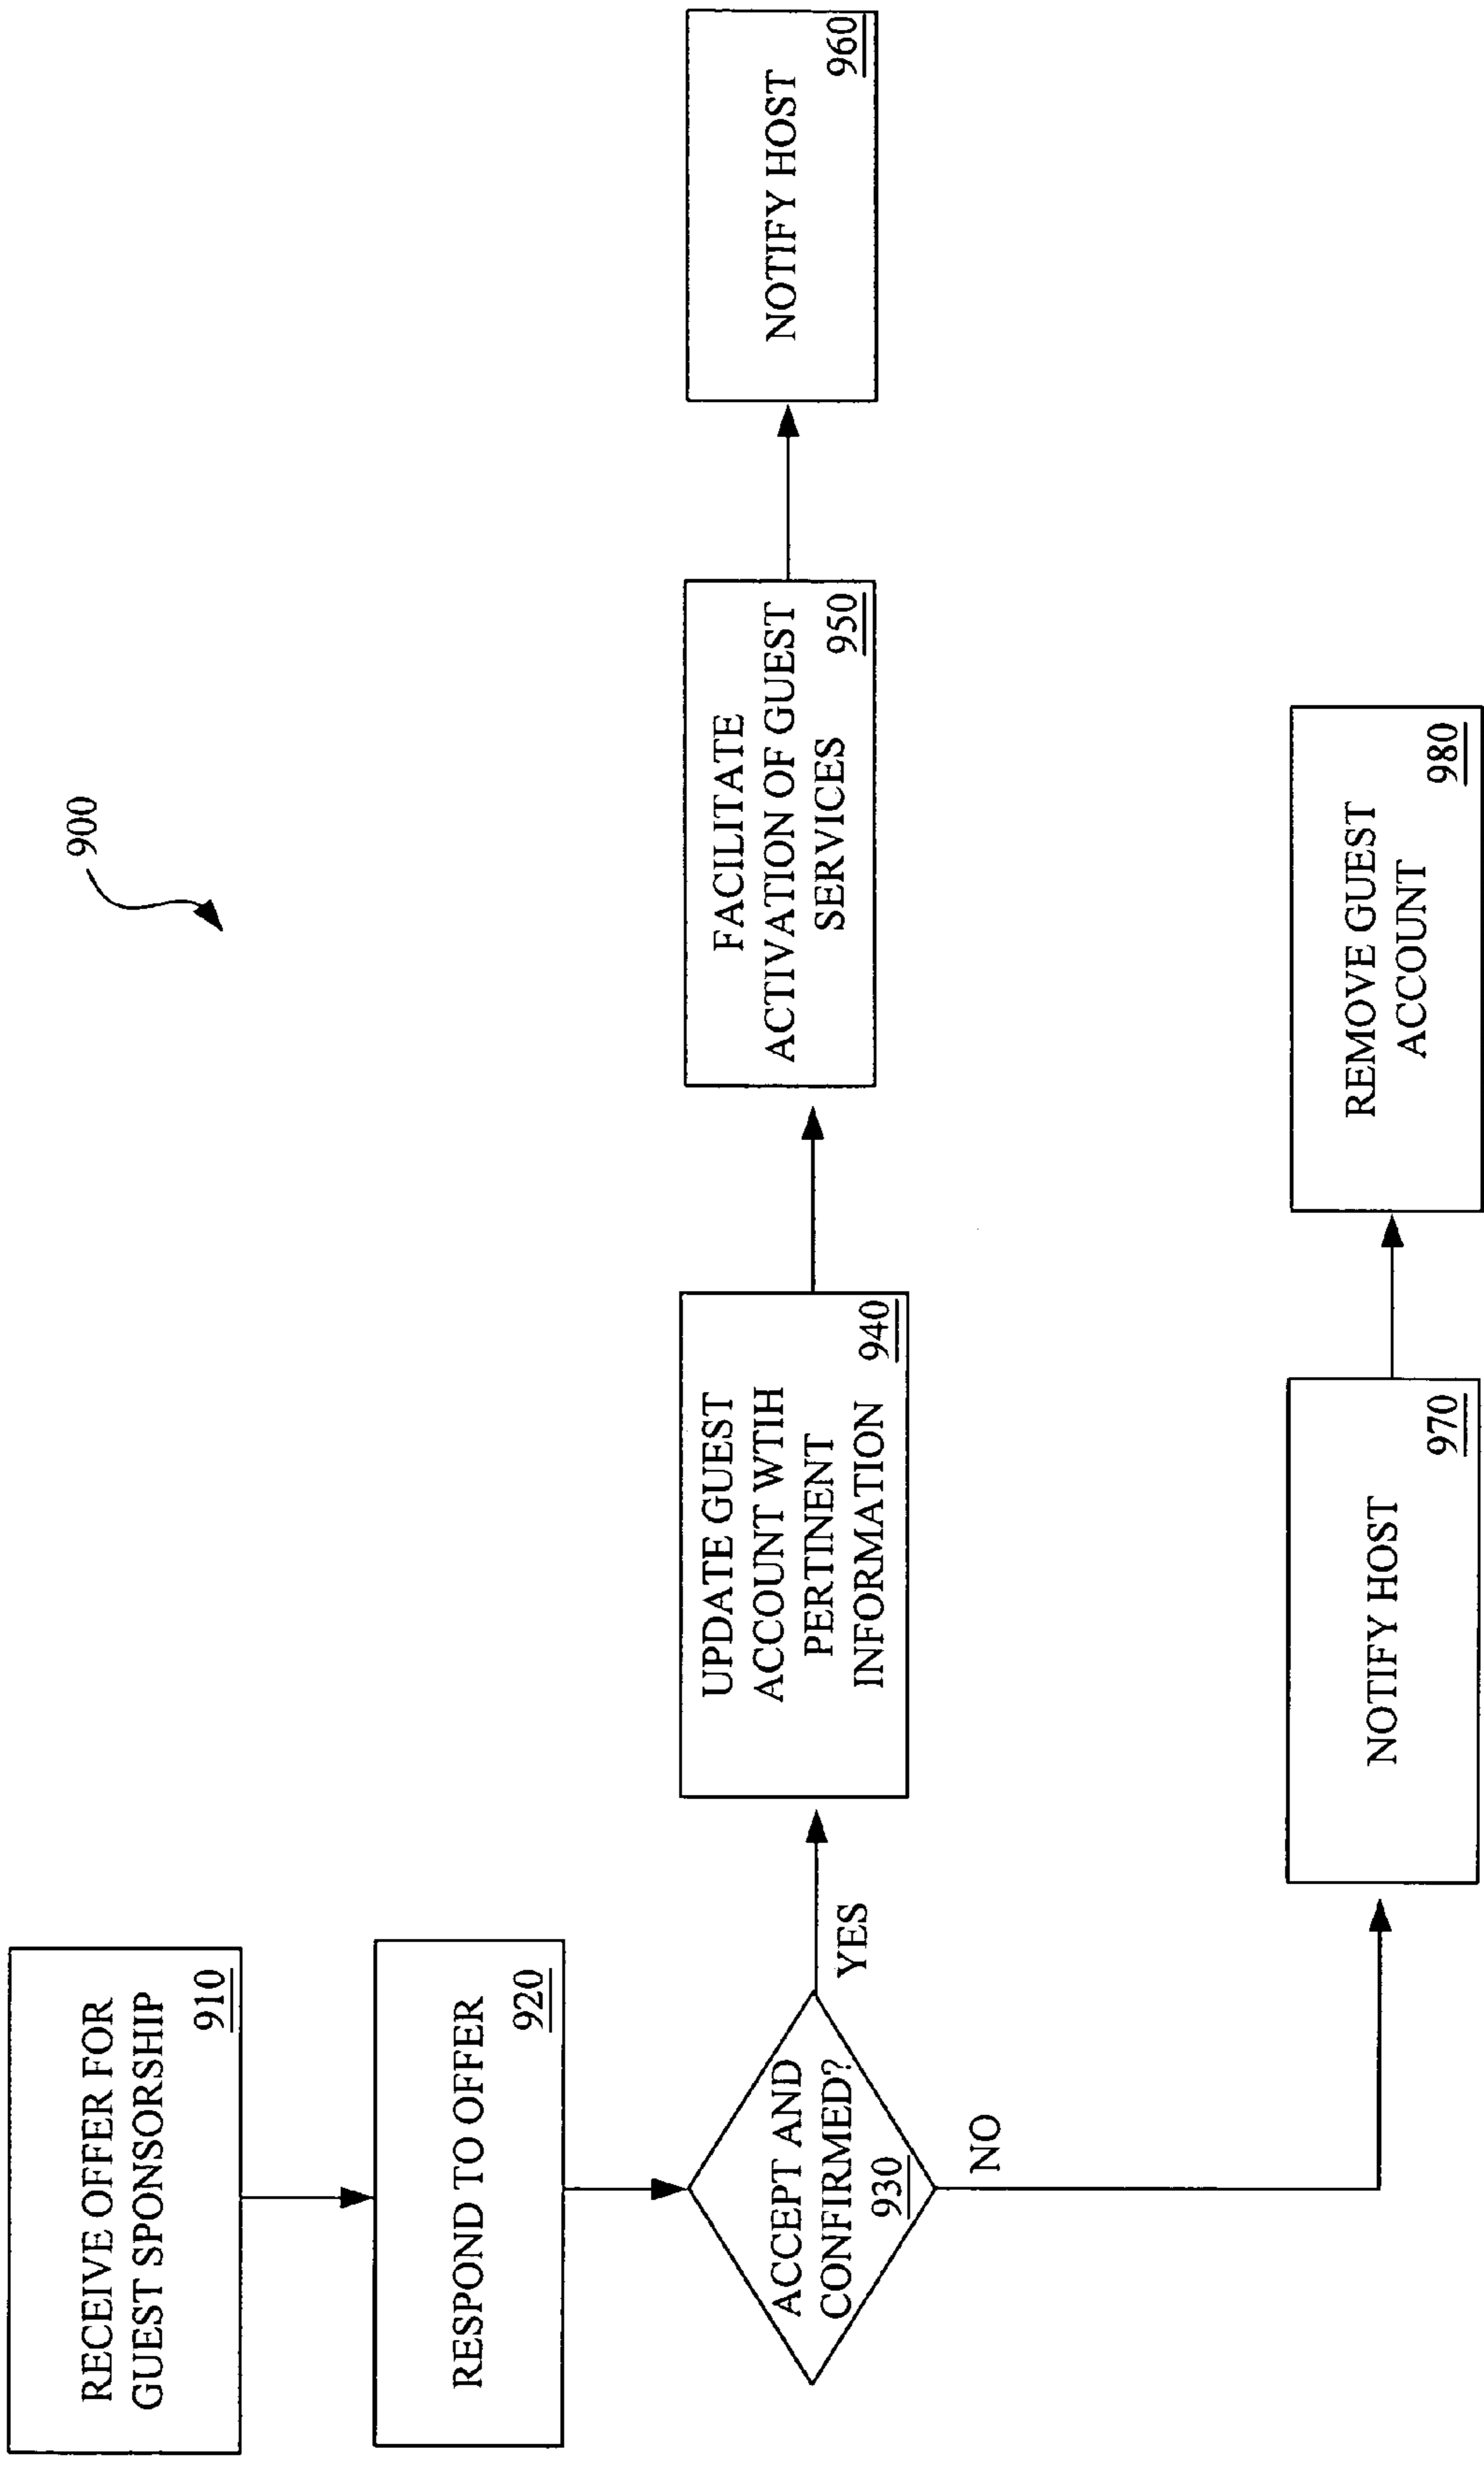 900
RECEIVE OFFER FOR
GUEST SPONSORSHIP
910
RESPOND TO OFFER
920
ACCEPT AND
CONFIRMED?
930
YES
NO
UPDATE GUEST
ACCOUNT WTIH
PERTINENT
INFORMATION
940
FACILITATE
ACTIVATION OF GUEST
SERVICES
950
NOTIFY HOST
960
NOTIFY HOST
970
REMOVE GUEST
ACCOUNT
980